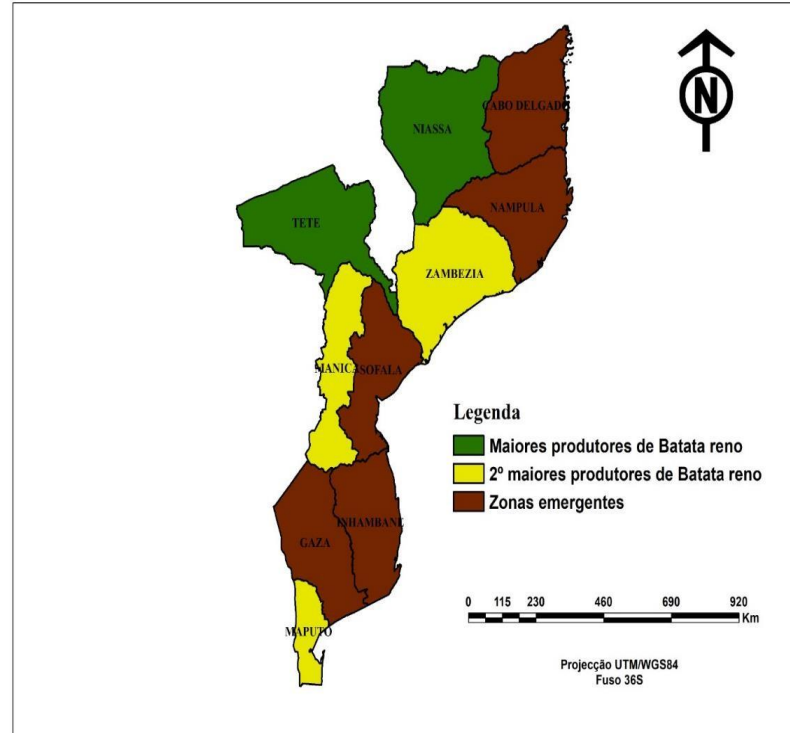 N
CABO DELGADO
NIASSA
NAMPULA
TETE
ZAMBEZIA
MANICA
SOFALA
Legenda
Maiores produtores de Batata reno
2º maiores produtores de Batata reno
Zonas emergentes
INHAMBANE
GAZA
MAPUTO
0 115 230 460 690 920
Km
Projecção UTM/WGS84
Fuso 36S